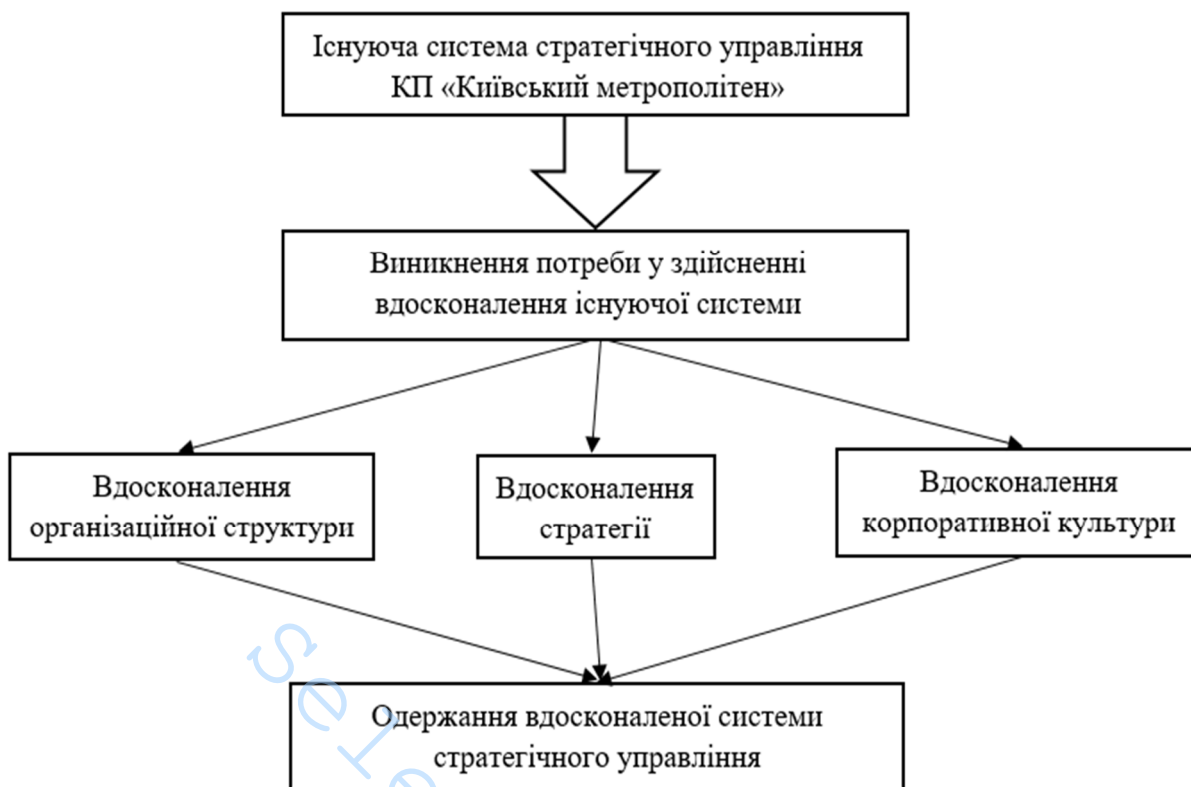 Існуюча система стратегічного управління
КП «Київський метрополітен»
Виникнення потреби у здійсненні
вдосконалення існуючої системи
Вдосконалення
організаційної структури
Вдосконалення
стратегії
Вдосконалення
корпоративної культури
Одержання вдосконаленої системи
стратегічного управління